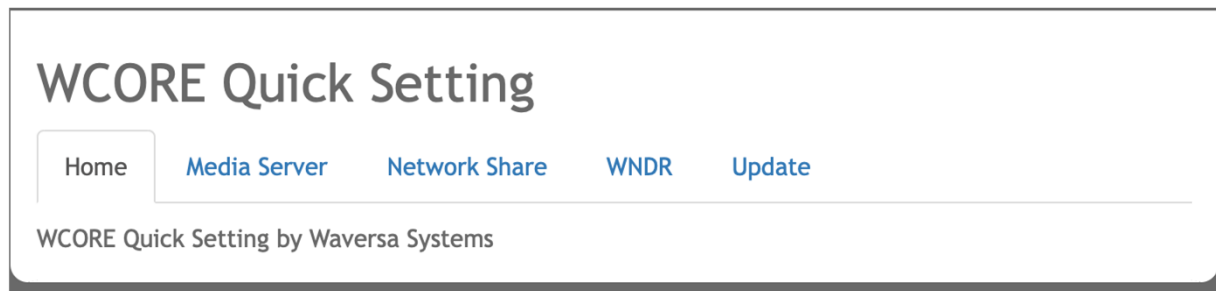 WCORE Quick Setting
Home Media Server Network Share WNDR Update
WCORE Quick Setting by Waversa Systems